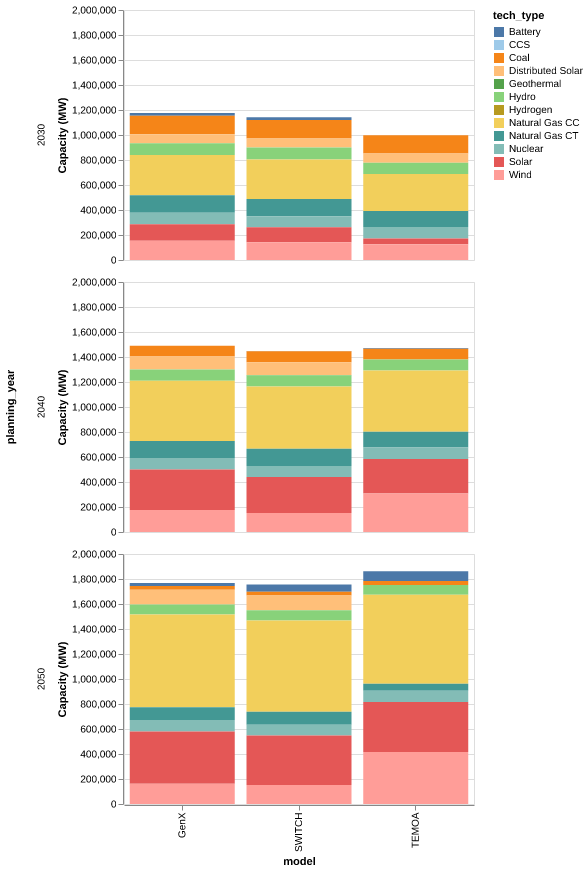 tech_type
Battery
CCS
Coal
Distributed Solar
Geothermal
Hydro
Hydrogen
Natural Gas CC
Natural Gas CT
Nuclear
Solar
Wind
planning_year
2030
Capacity (MW)
2,000,000
1,800,000
1,600,000
1,400,000
1,200,000
1,000,000
800,000
600,000
400,000
200,000
0
2040
Capacity (MW)
2,000,000
1,800,000
1,600,000
1,400,000
1,200,000
1,000,000
800,000
600,000
400,000
200,000
0
2050
Capacity (MW)
2,000,000
1,800,000
1,600,000
1,400,000
1,200,000
1,000,000
800,000
600,000
400,000
200,000
0
GenX
SWITCH
TEMOA
model